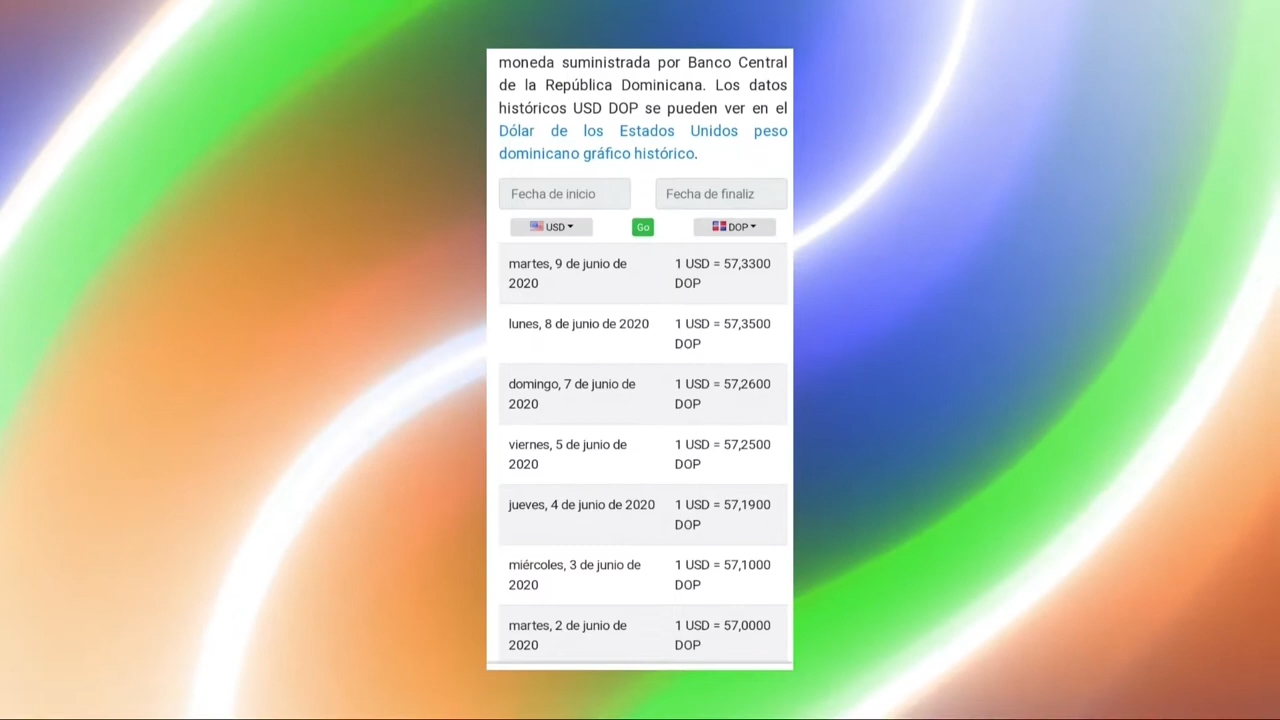 moneda suministrada por Banco Central
de la República Dominicana. Los datos
históricos USD DOP se pueden ver en el
Dólar de los Estados Unidos peso
dominicano gráfico histórico.
Fecha de inicio
Fecha de finaliz
USD
Go
DOP
martes, 9 de junio de
2020
1 USD = 57,3300
DOP
lunes, 8 de junio de 2020
1 USD = 57,3500
DOP
domingo, 7 de junio de
2020
1 USD = 57,2600
DOP
viernes, 5 de junio de
2020
1 USD = 57,2500
DOP
jueves, 4 de junio de 2020
1 USD = 57,1900
DOP
miércoles, 3 de junio de
2020
1 USD = 57,1000
DOP
martes, 2 de junio de
2020
1 USD = 57,0000
DOP